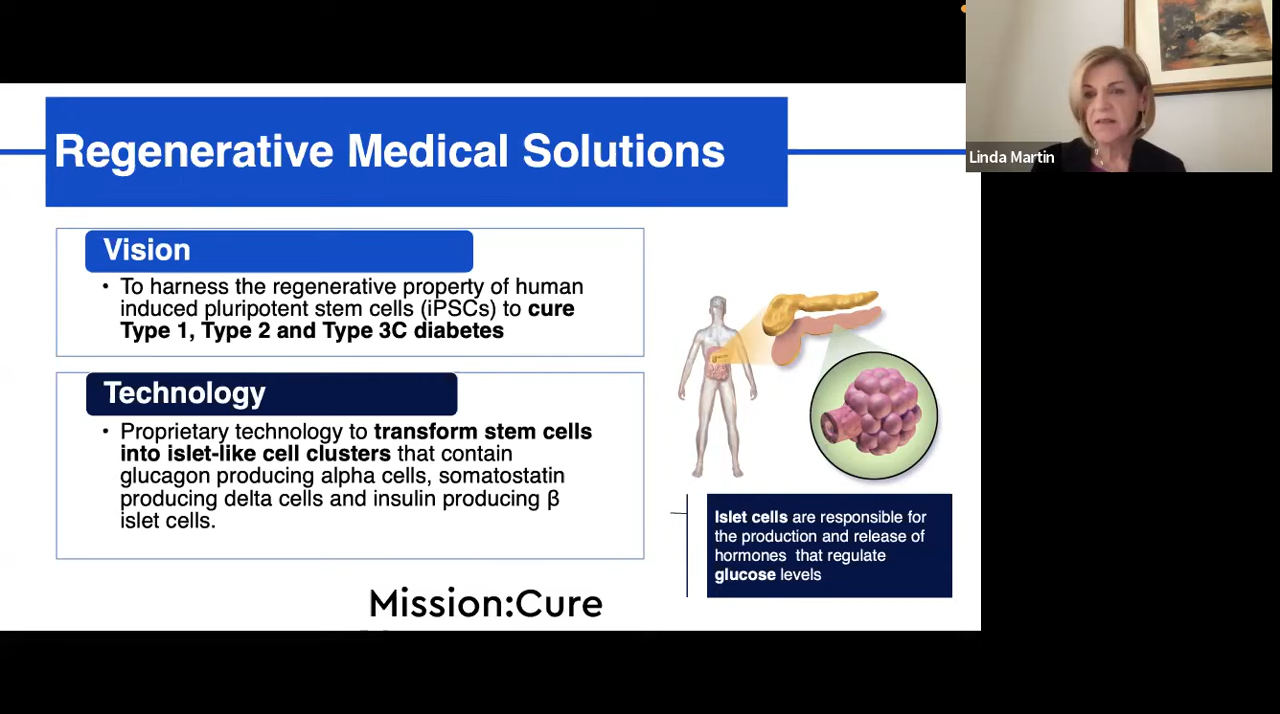 Regenerative Medical Solutions
Linda Martin
Vision
• To harness the regenerative property of human
induced pluripotent stem cells (iPSCs) to cure
Type 1, Type 2 and Type 3C diabetes
Technology
• Proprietary technology to transform stem cells
into islet-like cell clusters that contain
glucagon producing alpha cells, somatostatin
producing delta cells and insulin producing β
islet cells.
Islet cells are responsible for
the production and release of
hormones that regulate
glucose levels
Mission:Cure